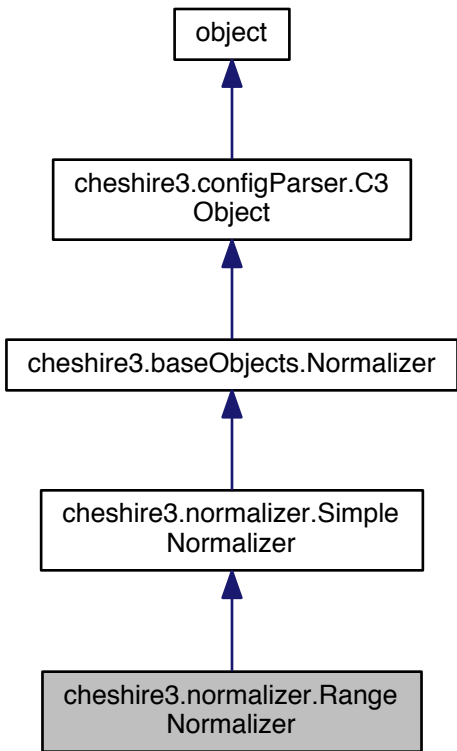 object
cheshire3.configParser.C3
Object
cheshire3.baseObjects.Normalizer
cheshire3.normalizer.Simple
Normalizer
cheshire3.normalizer.Range
Normalizer